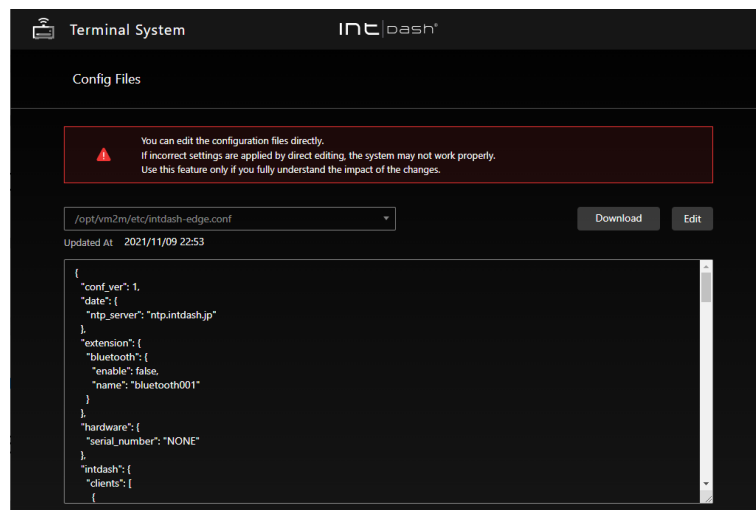 Terminal System
INt|DASH®
Config Files
You can edit the configuration files directly.
If incorrect settings are applied by direct editing, the system may not work properly.
Use this feature only if you fully understand the impact of the changes.
/opt/vm2m/etc/intdash-edge.conf
Download
Edit
Updated At 2021/11/09 22:53
{
"conf_ver": 1,
"date": {
"ntp_server": "ntp.intdash.jp"
},
"extension": {
"bluetooth": {
"enable": false,
"name": "bluetooth001"
}
},
"hardware": {
"serial_number": "NONE"
},
"intdash": {
"clients": [
{